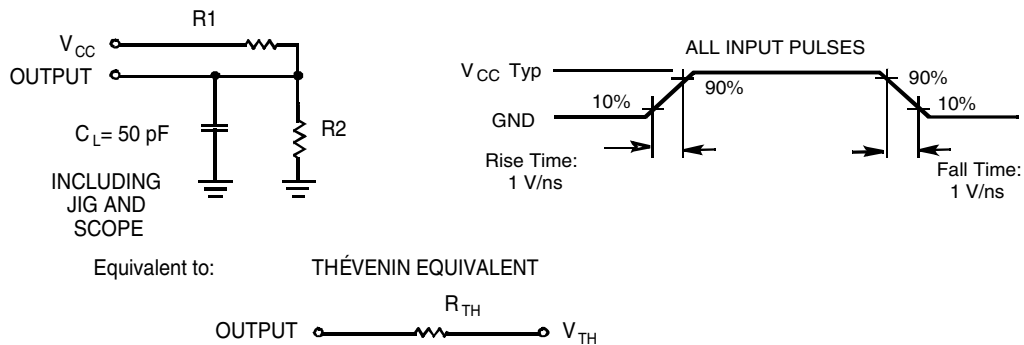 R1
V_CC
OUTPUT
C_L= 50 pF
R2
INCLUDING
JIG AND
SCOPE
ALL INPUT PULSES
V_CC Typ
GND
10%
90%
90%
10%
Rise Time:
1 V/ns
Fall Time:
1 V/ns
Equivalent to:
THÉVENIN EQUIVALENT
R_TH
OUTPUT
V_TH